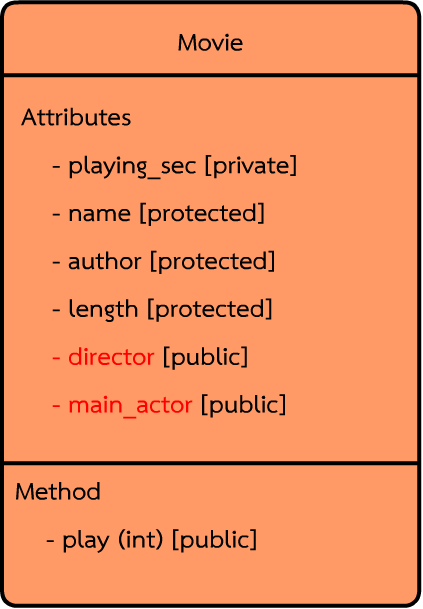 Movie
Attributes
- playing_sec [private]
- name [protected]
- author [protected]
- length [protected]
- director [public]
- main_actor [public]
Method
- play (int) [public]